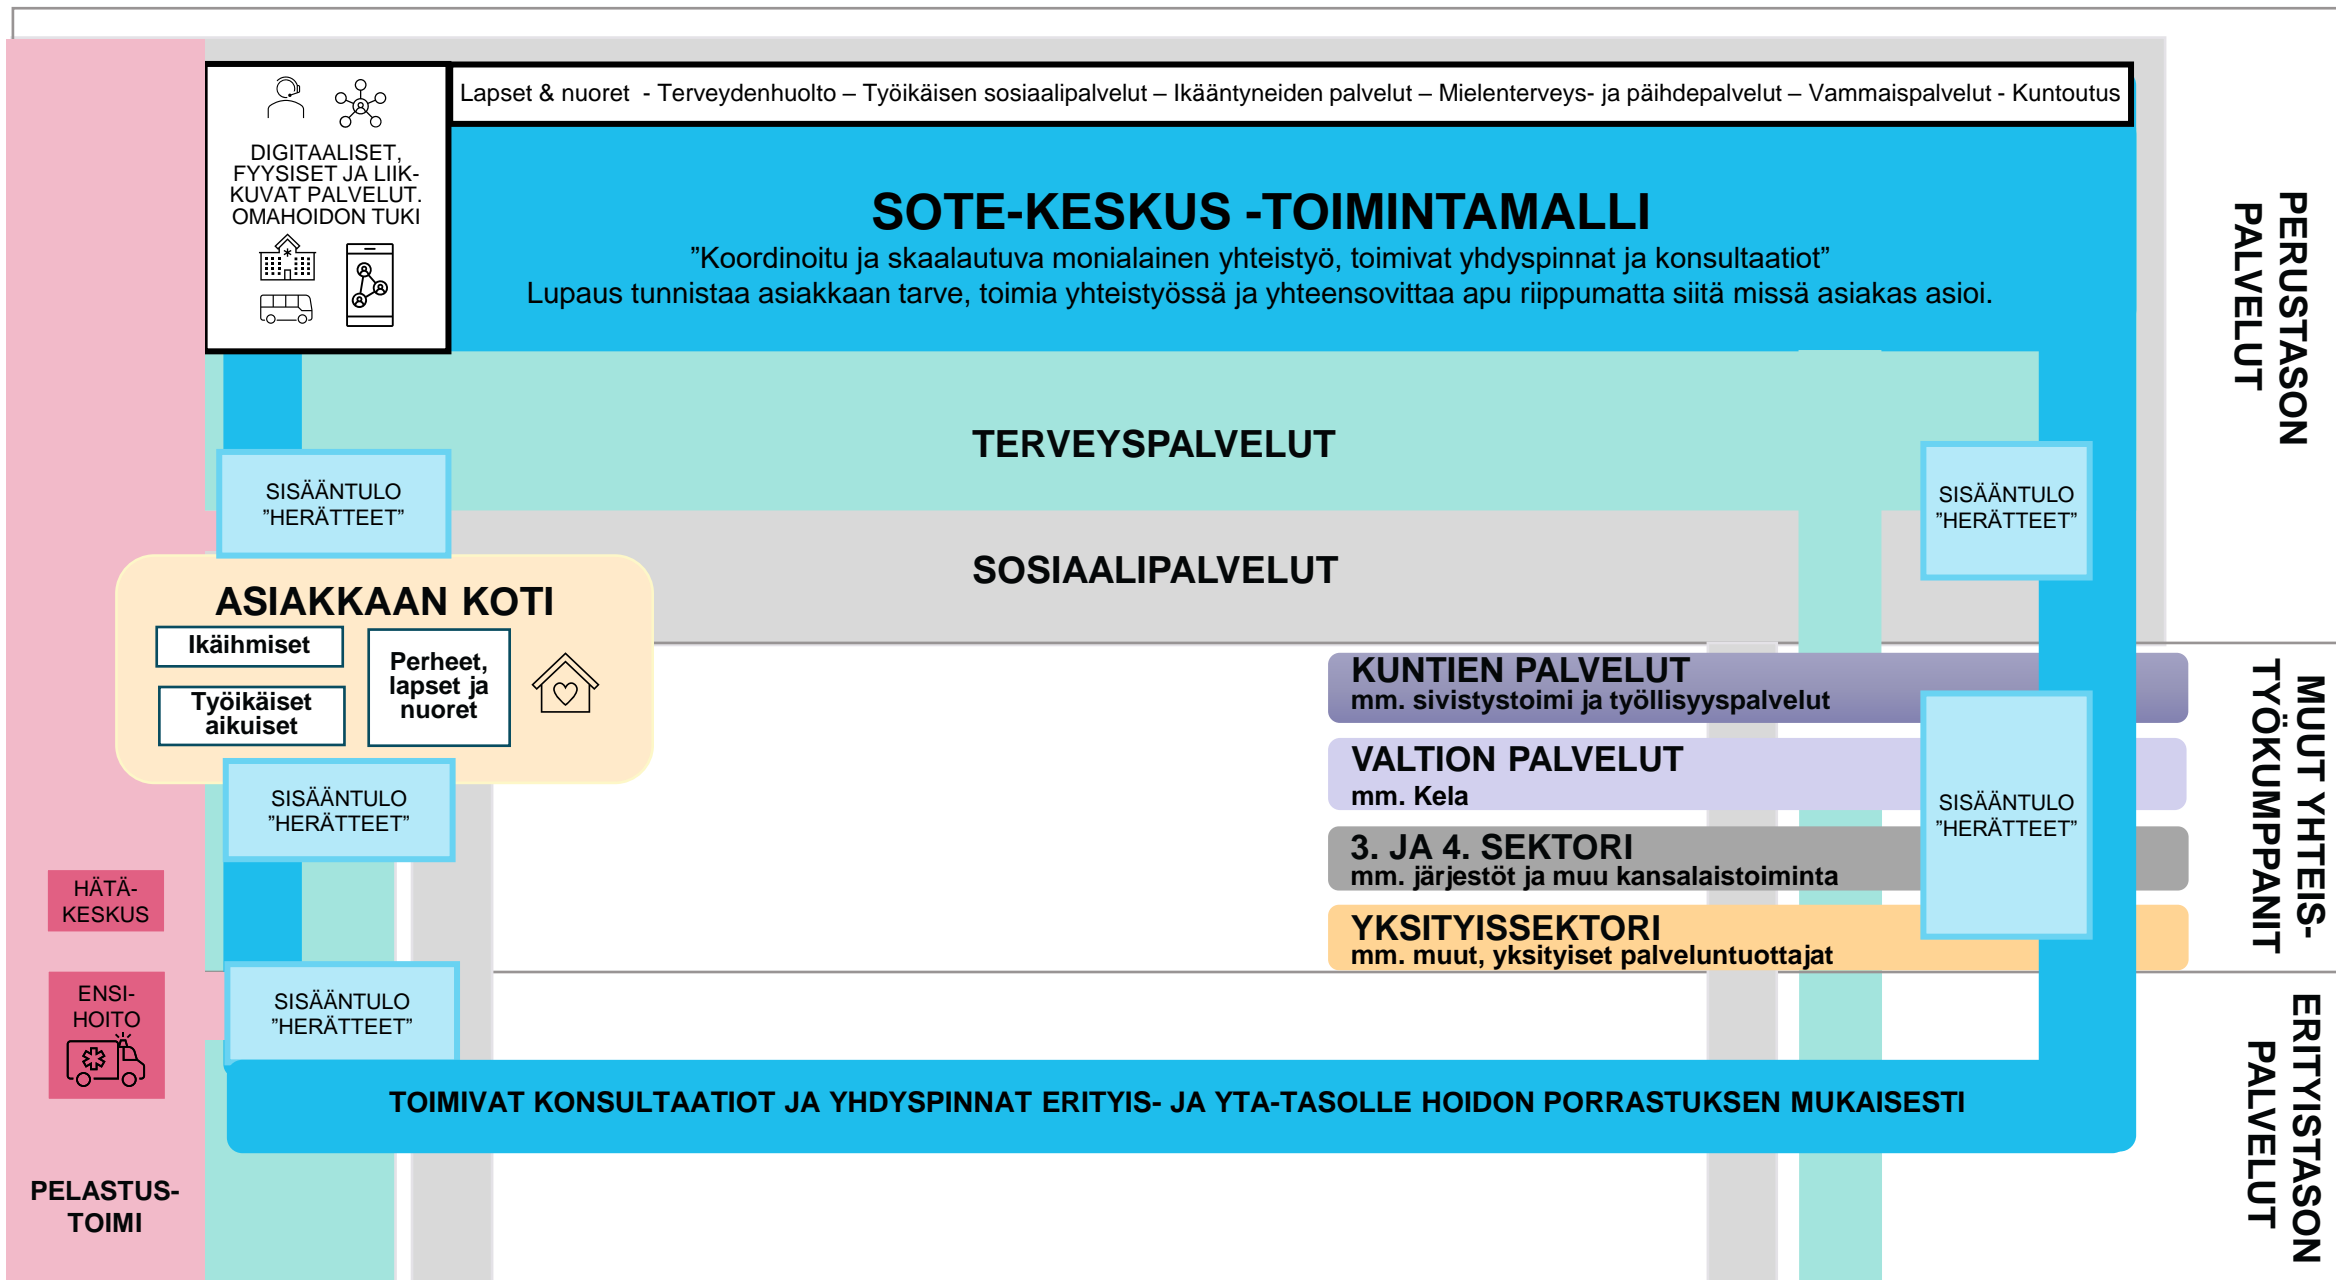 Lapset & nuoret - Terveydenhuolto – Työikäisen sosiaalipalvelut – Ikääntyneiden palvelut – Mielenterveys- ja päihdepalvelut – Vammaispalvelut - Kuntoutus
DIGITAALISET,
FYYSISET JA LIIK-
KUVAT PALVELUT.
OMAHOIDON TUKI
SOTE-KESKUS -TOIMINTAMALLI
”Koordinoitu ja skaalautuva monialainen yhteistyö, toimivat yhdyspinnat ja konsultaatiot”
Lupaus tunnistaa asiakkaan tarve, toimia yhteistyössä ja yhteensovittaa apu riippumatta siitä missä asiakas asioi.
PERUSTASON
PALVELUT
TERVEYSPALVELUT
SISÄÄNTULO
”HERÄTTEET”
SISÄÄNTULO
”HERÄTTEET”
SOSIAALIPALVELUT
ASIAKKAAN KOTI
Ikäihmiset
Työikäiset
aikuiset
Perheet,
lapset ja
nuoret
KUNTIEN PALVELUT
mm. sivistystoimi ja työllisyyspalvelut
VALTION PALVELUT
mm. Kela
3. JA 4. SEKTORI
mm. järjestöt ja muu kansalaistoiminta
YKSITYISSEKTORI
mm. muut, yksityiset palveluntuottajat
SISÄÄNTULO
”HERÄTTEET”
MUUT YHTEIS-
TYÖKUMPPANIT
SISÄÄNTULO
”HERÄTTEET”
HÄTÄ-
KESKUS
ENSI-
HOITO
SISÄÄNTULO
”HERÄTTEET”
TOIMIVAT KONSULTAATIOT JA YHDYSPINNAT ERITYIS- JA YTA-TASOLLE HOIDON PORRASTUKSEN MUKAISESTI
ERITYISTASON
PALVELUT
PELASTUS-
TOIMI